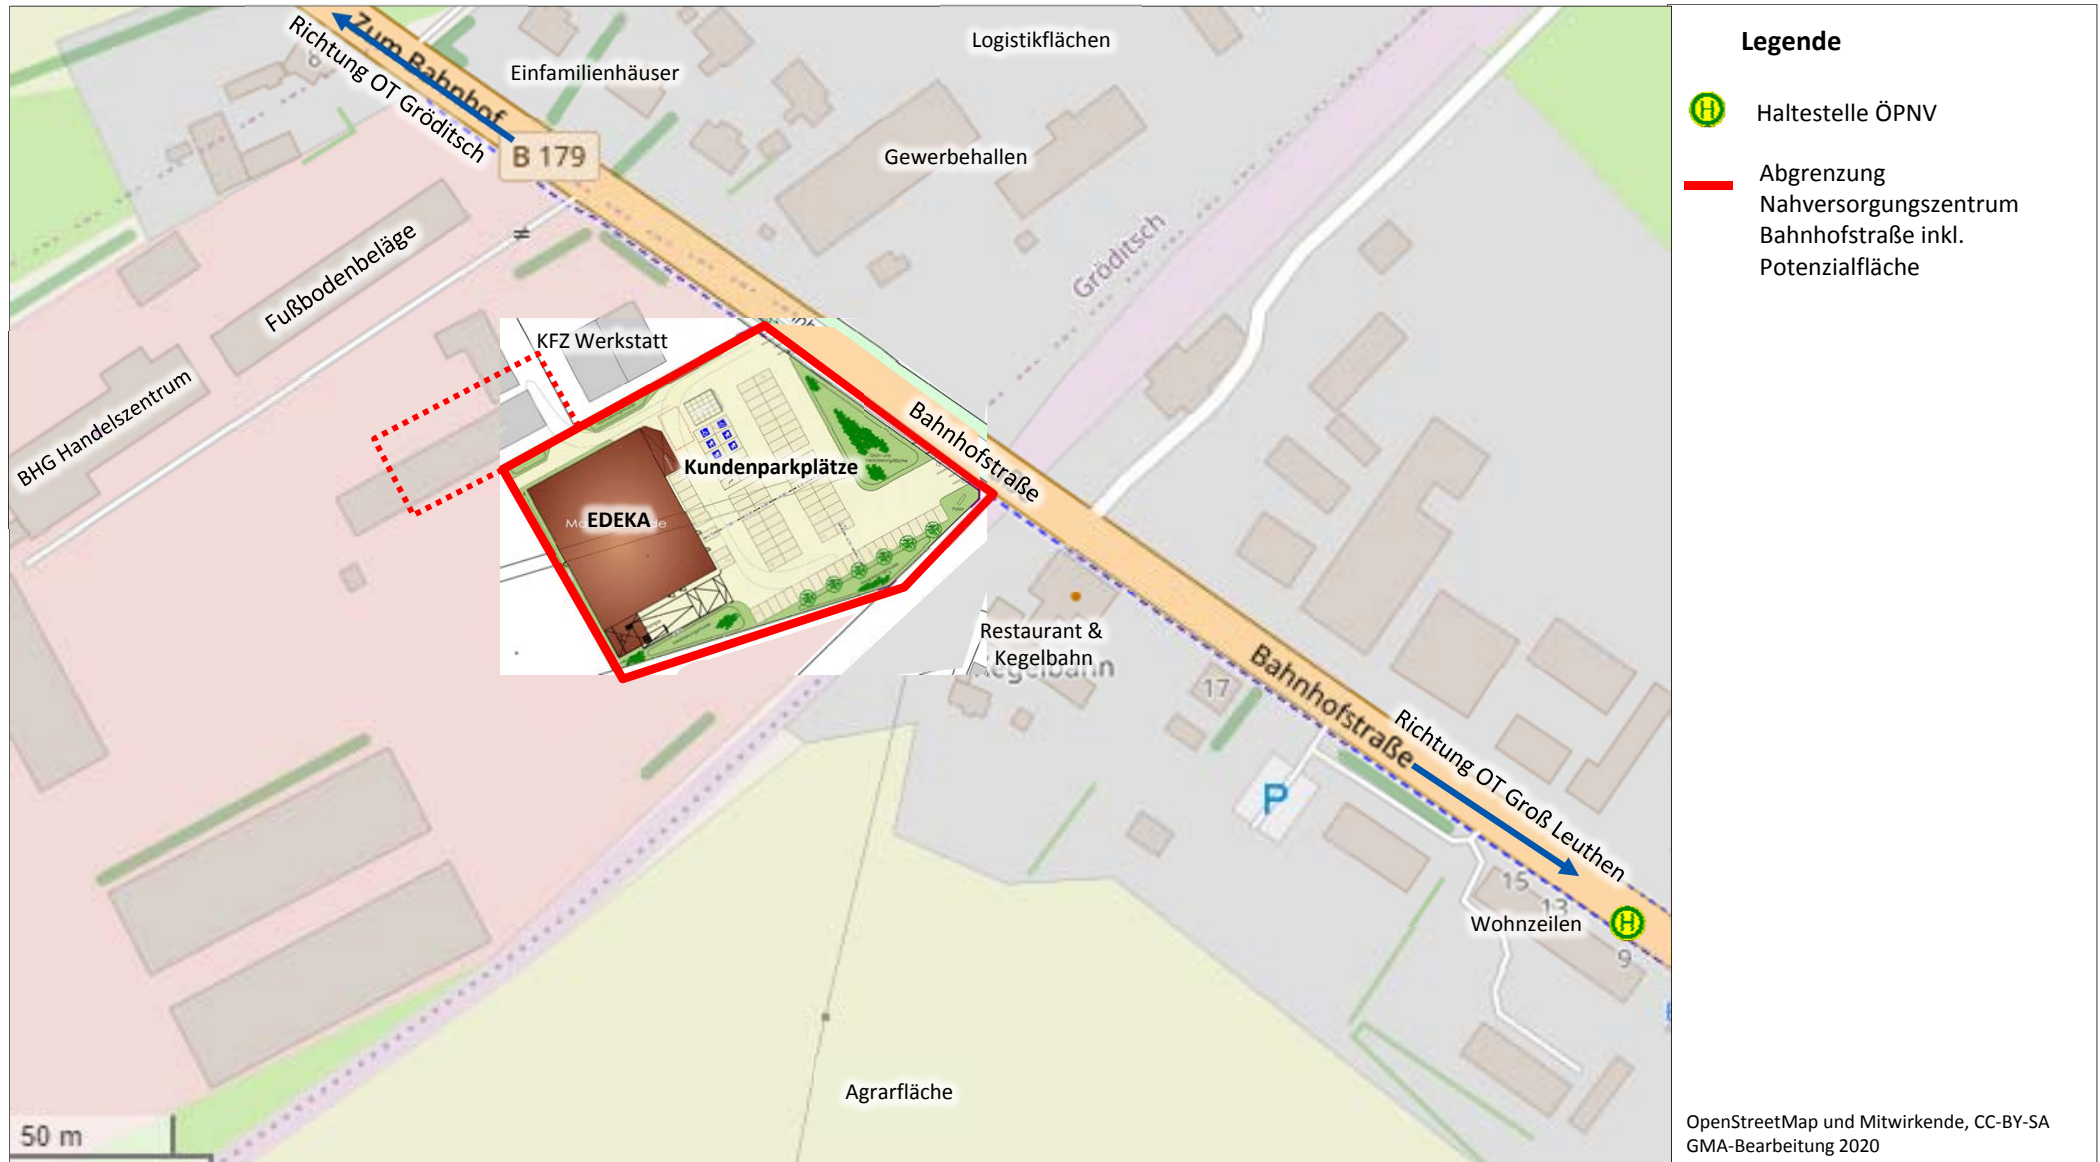 Zum Bahnhof
Richtung OT Gröditsch
B 179
Einfamilienhäuser
Logistikflächen
Gewerbehallen
Gröditsch
Fußbodenbeläge
BHG Handelszentrum
KFZ Werkstatt
Bahnhofstraße
Kundenparkplätze
EDEKA
Restaurant &
Kegelbahn
Kegelbahn
17
Bahnhofstraße
Richtung OT Groß Leuthen
P
15
13
Wohnzeilen
H
9
Agrarfläche
50 m
Legende
H
Haltestelle ÖPNV
Abgrenzung
Nahversorgungszentrum
Bahnhofstraße inkl.
Potenzialfläche
OpenStreetMap und Mitwirkende, CC-BY-SA
GMA-Bearbeitung 2020